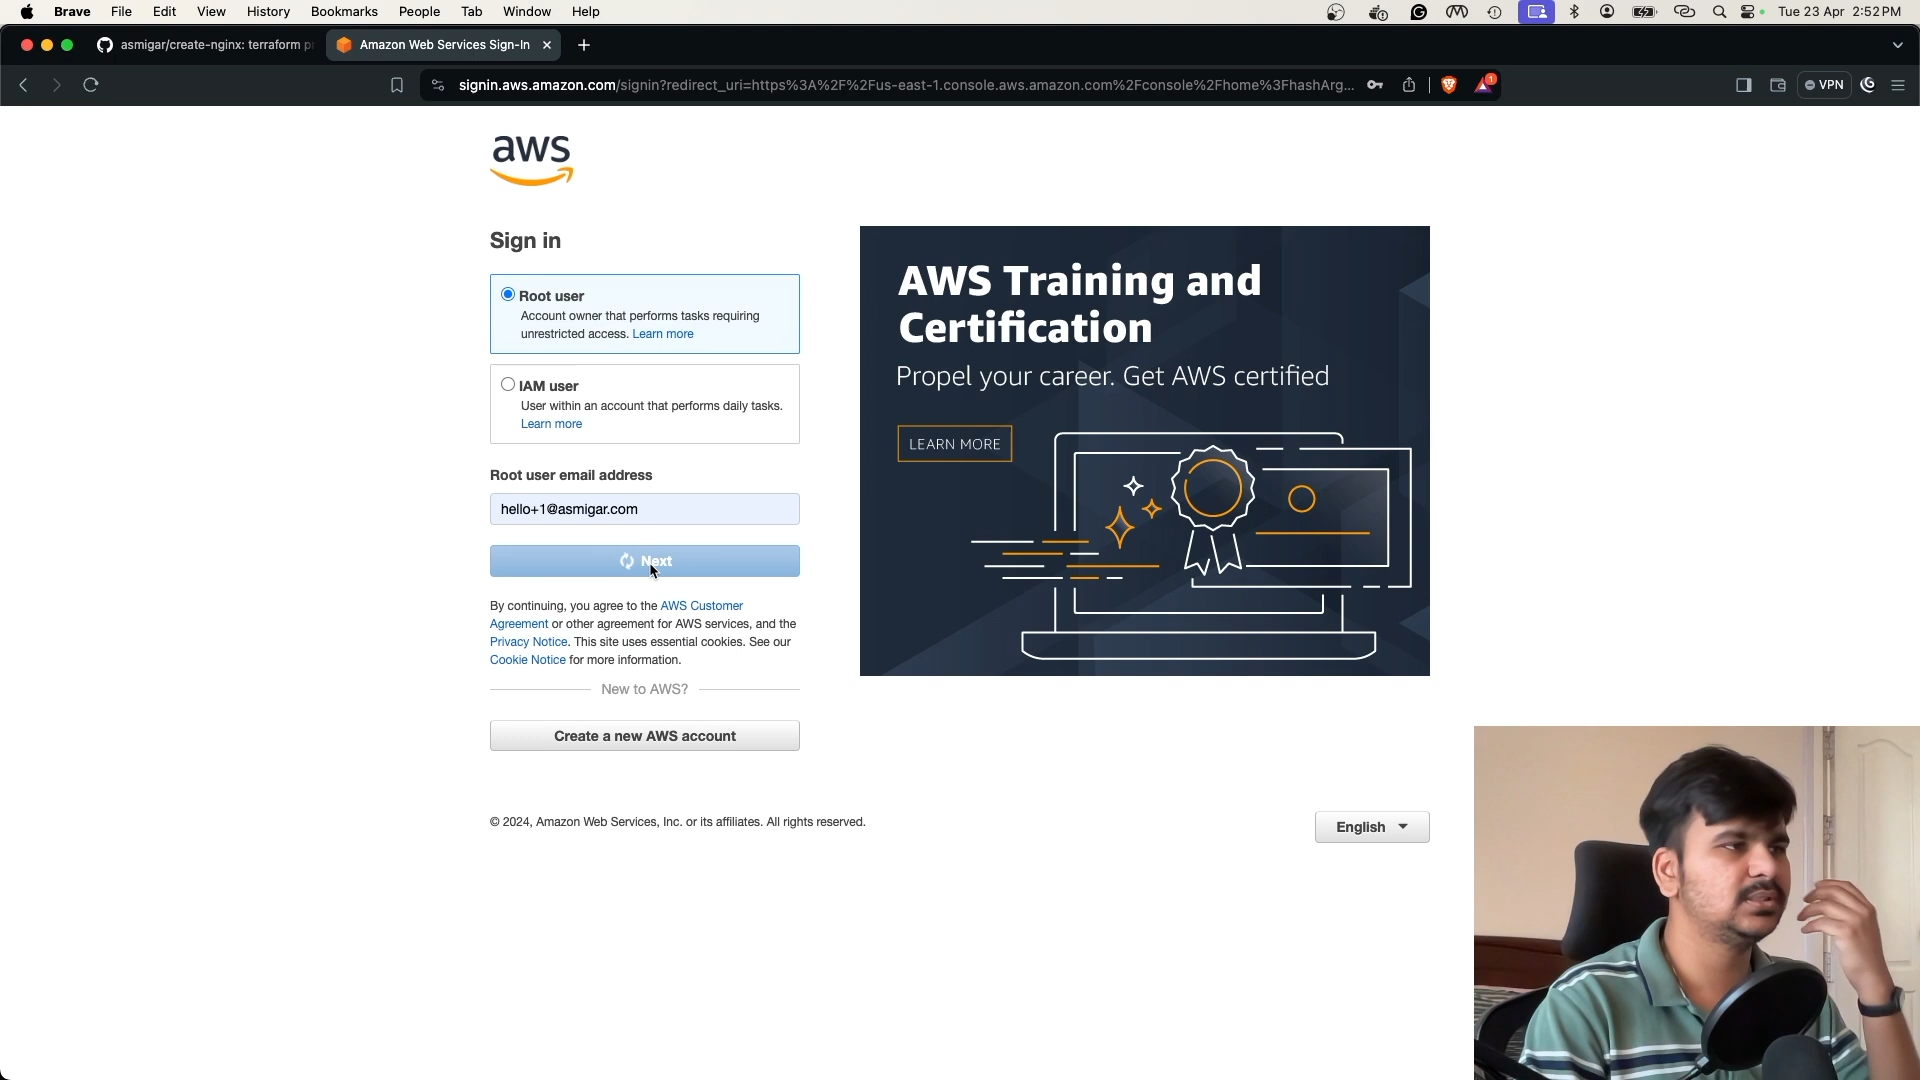 Brave File Edit View History Bookmarks People Tab Window Help
Tue 23 Apr 2:52 PM
asmigar/create-nginx: terraform pr
Amazon Web Services Sign-In
signin.aws.amazon.com/signin?redirect_uri=https%3A%2F%2Fus-east-1.console.aws.amazon.com%2Fconsole%2Fhome%3FhashArg...
1
VPN
aws
Sign in
Root user
Account owner that performs tasks requiring
unrestricted access. Learn more
IAM user
User within an account that performs daily tasks.
Learn more
Root user email address
hello+1@asmigar.com
Next
By continuing, you agree to the AWS Customer
Agreement or other agreement for AWS services, and the
Privacy Notice. This site uses essential cookies. See our
Cookie Notice for more information.
New to AWS?
Create a new AWS account
AWS Training and
Certification
Propel your career. Get AWS certified
LEARN MORE
© 2024, Amazon Web Services, Inc. or its affiliates. All rights reserved.
English